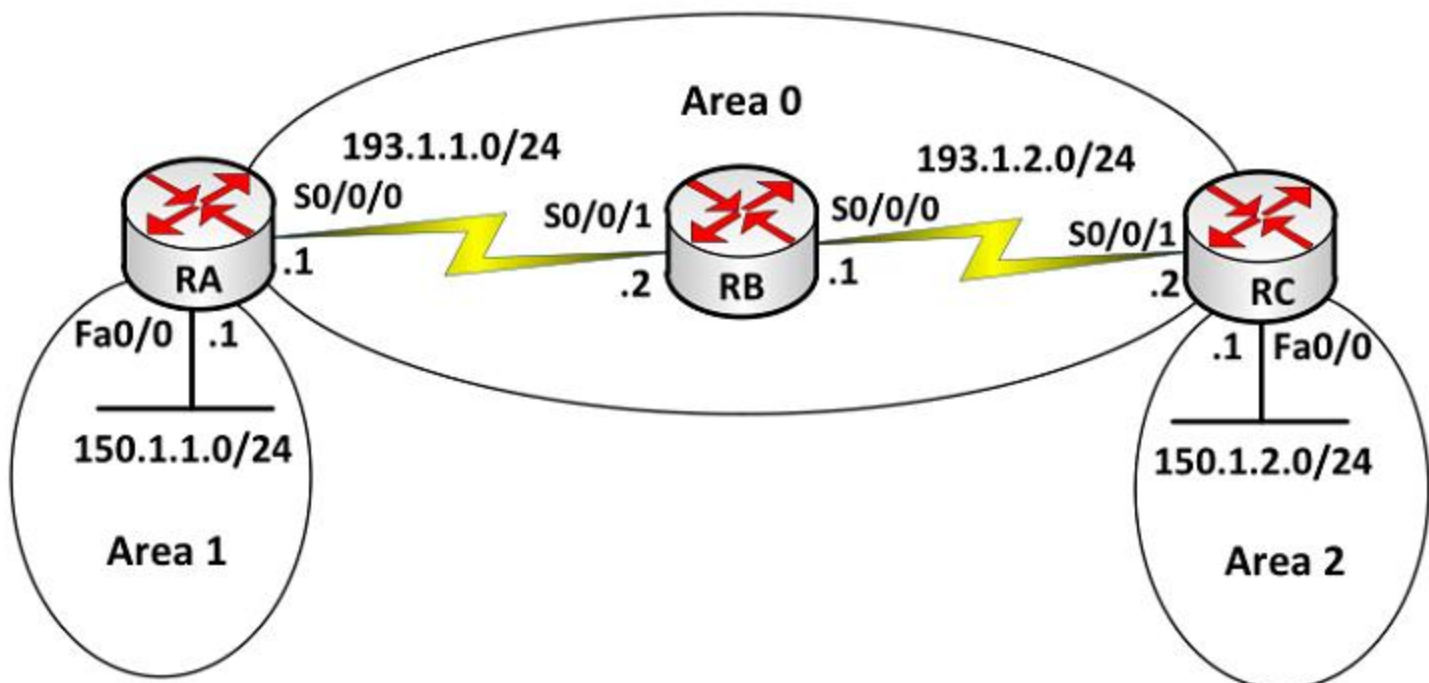 Area 0
193.1.1.0/24
193.1.2.0/24
S0/0/0
S0/0/1
S0/0/0
S0/0/1
.1
.2
.1
.2
RA
RB
RC
Fa0/0
.1
.1
Fa0/0
150.1.1.0/24
150.1.2.0/24
Area 1
Area 2